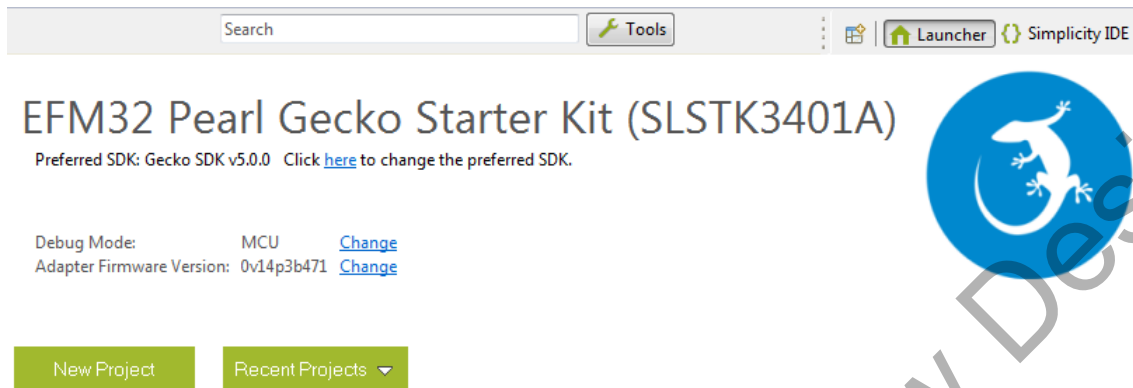 Search Tools Launcher Simplicity IDE
EFM32 Pearl Gecko Starter Kit (SLSTK3401A)
Preferred SDK: Gecko SDK v5.0.0 Click here to change the preferred SDK.
Debug Mode: MCU Change
Adapter Firmware Version: 0v14p3b471 Change
New Project Recent Projects